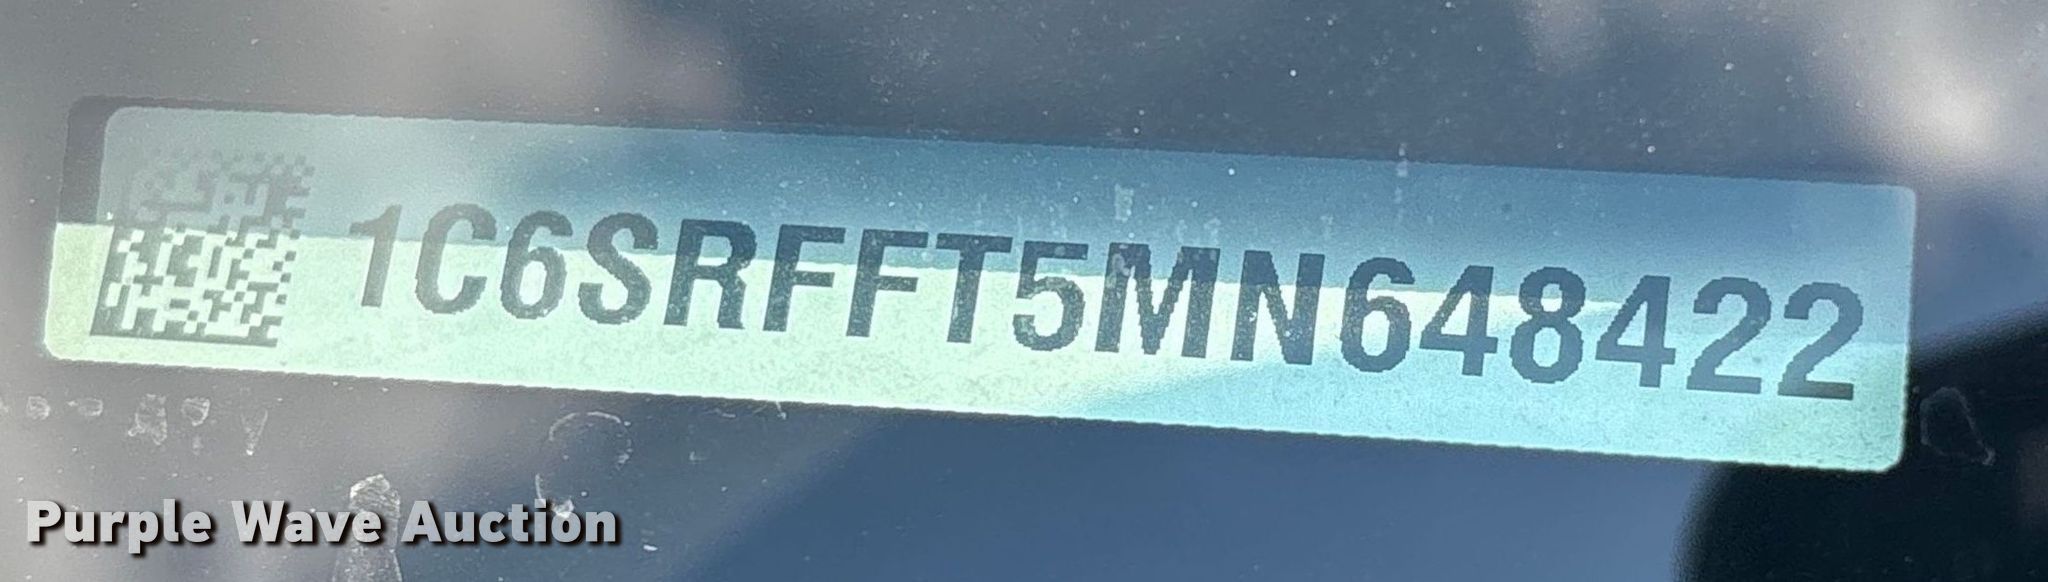 1C6SRFFT5MN648422
Purple Wave Auction